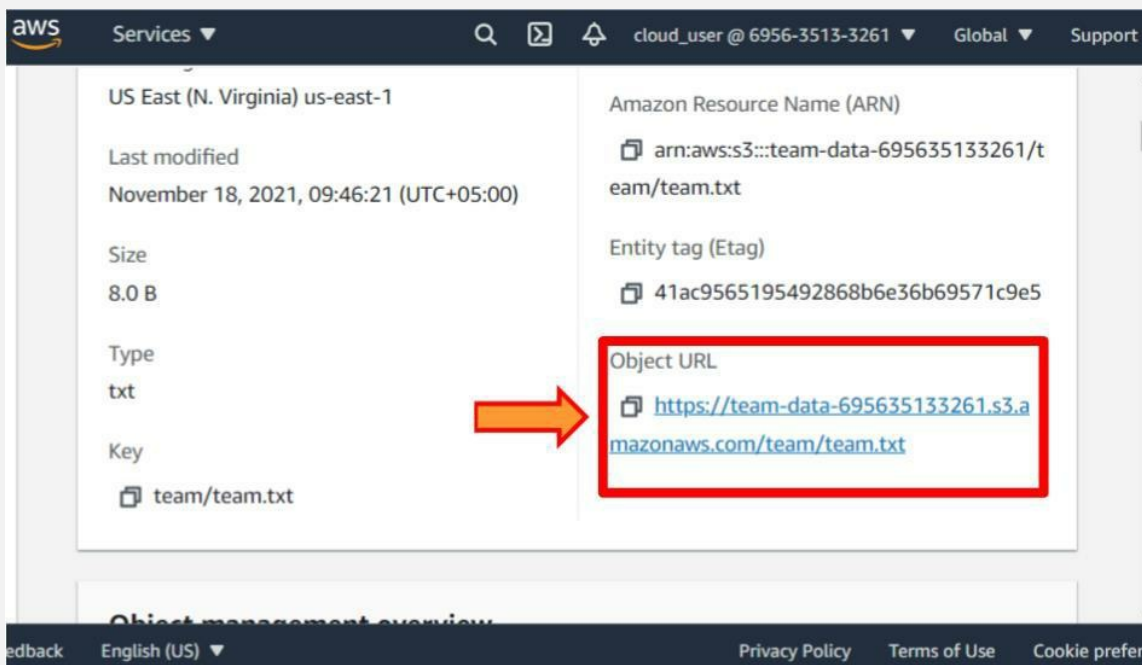 aws Services ▼ cloud_user @ 6956-3513-3261 ▼ Global ▼ Support
US East (N. Virginia) us-east-1
Last modified
November 18, 2021, 09:46:21 (UTC+05:00)
Size
8.0 B
Type
txt
Key
team/team.txt
Amazon Resource Name (ARN)
arn:aws:s3:::team-data-695635133261/t
eam/team.txt
Entity tag (Etag)
41ac9565195492868b6e36b69571c9e5
Object URL
https://team-data-695635133261.s3.a
mazonaws.com/team/team.txt
Object management overview
edback English (US) ▼ Privacy Policy Terms of Use Cookie prefer